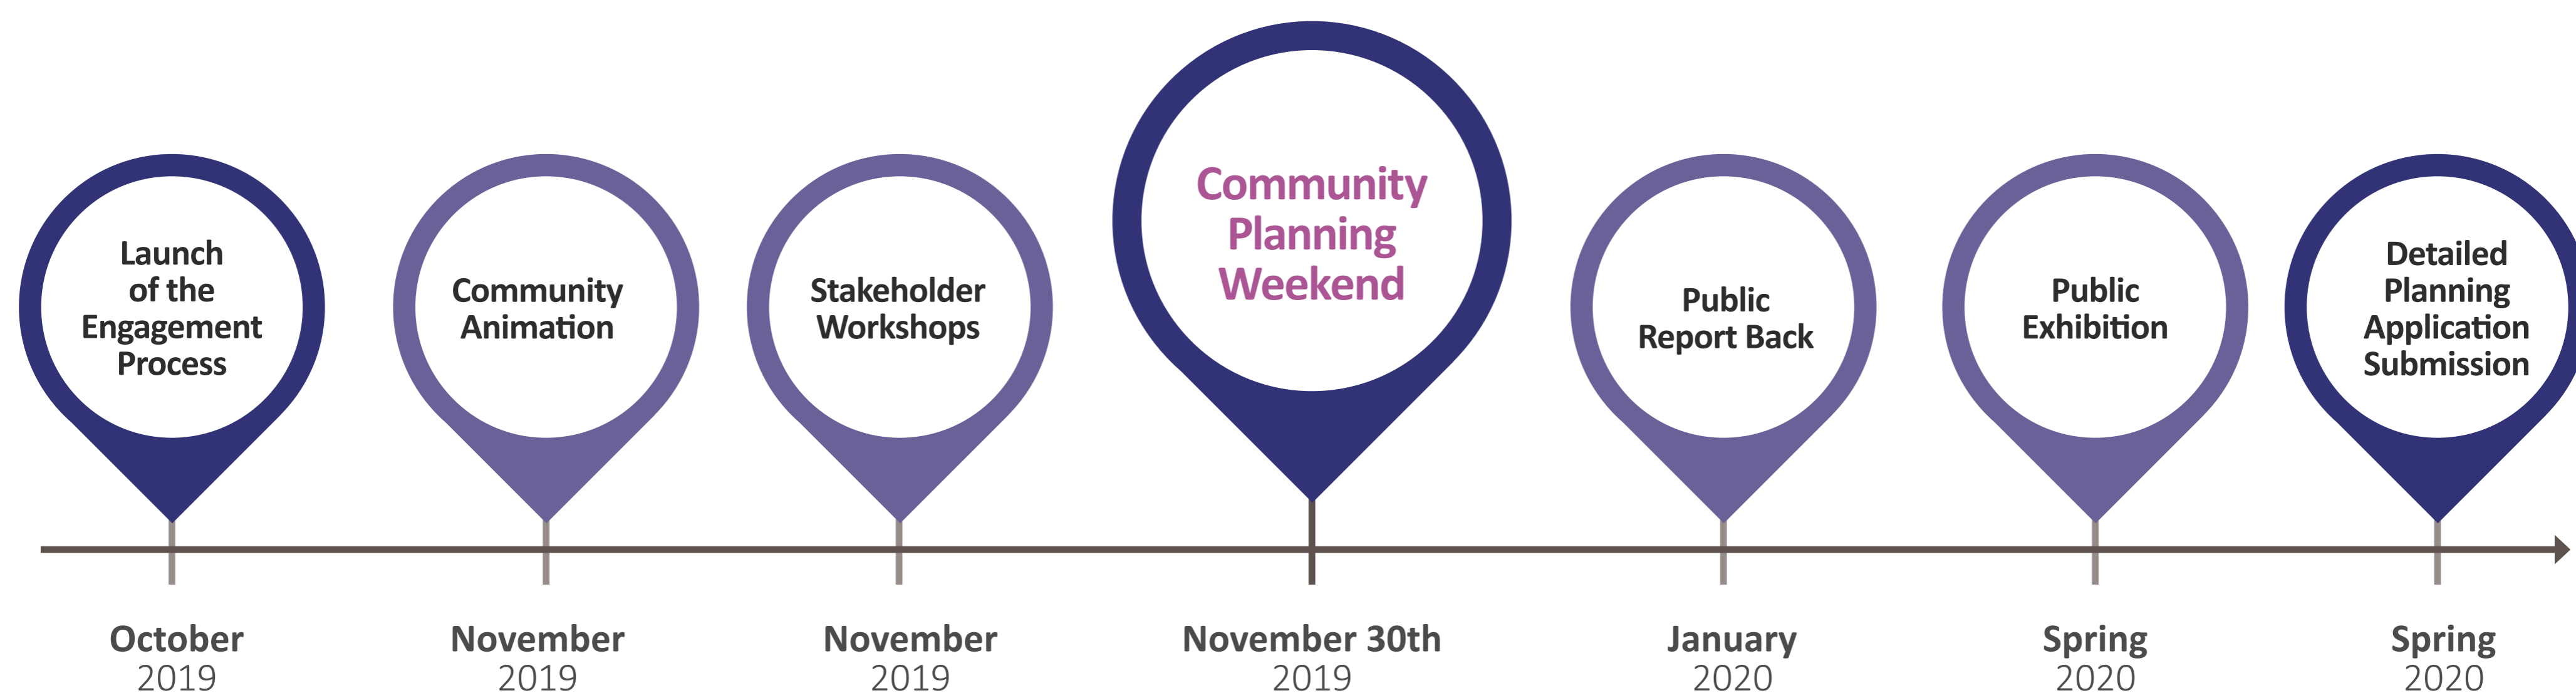 Launch
of the
Engagement
Process
Community
Animation
Stakeholder
Workshops
Community
Planning
Weekend
Public
Report Back
Public
Exhibition
Detailed
Planning
Application
Submission
October
2019
November
2019
November
2019
November 30th
2019
January
2020
Spring
2020
Spring
2020